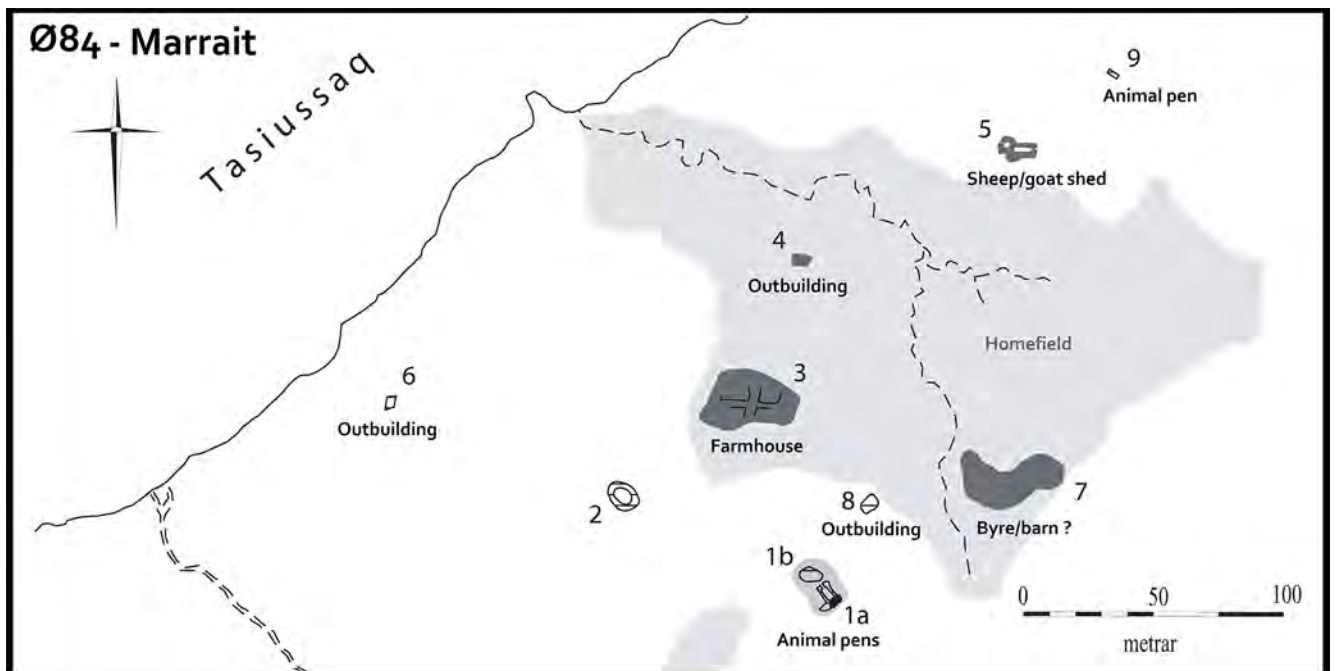 Ø84 - Marrait
Tasiussaq
9
Animal pen
5
Sheep/goat shed
4
Outbuilding
Homefield
3
Farmhouse
6
Outbuilding
2
8
Outbuilding
7
Byre/barn ?
1b
1a
Animal pens
0 50 100
metrar